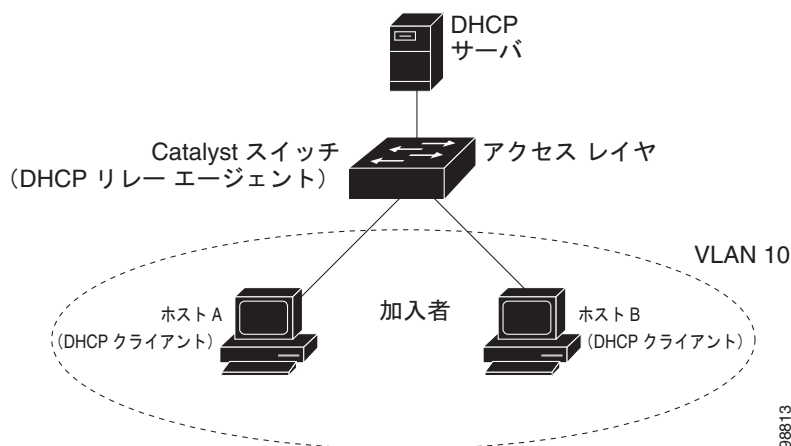 DHCP
サーバ
Catalyst スイッチ
(DHCP リレー エージェント)
アクセス レイヤ
VLAN 10
ホスト A
(DHCP クライアント)
加入者
ホスト B
(DHCP クライアント)
98813